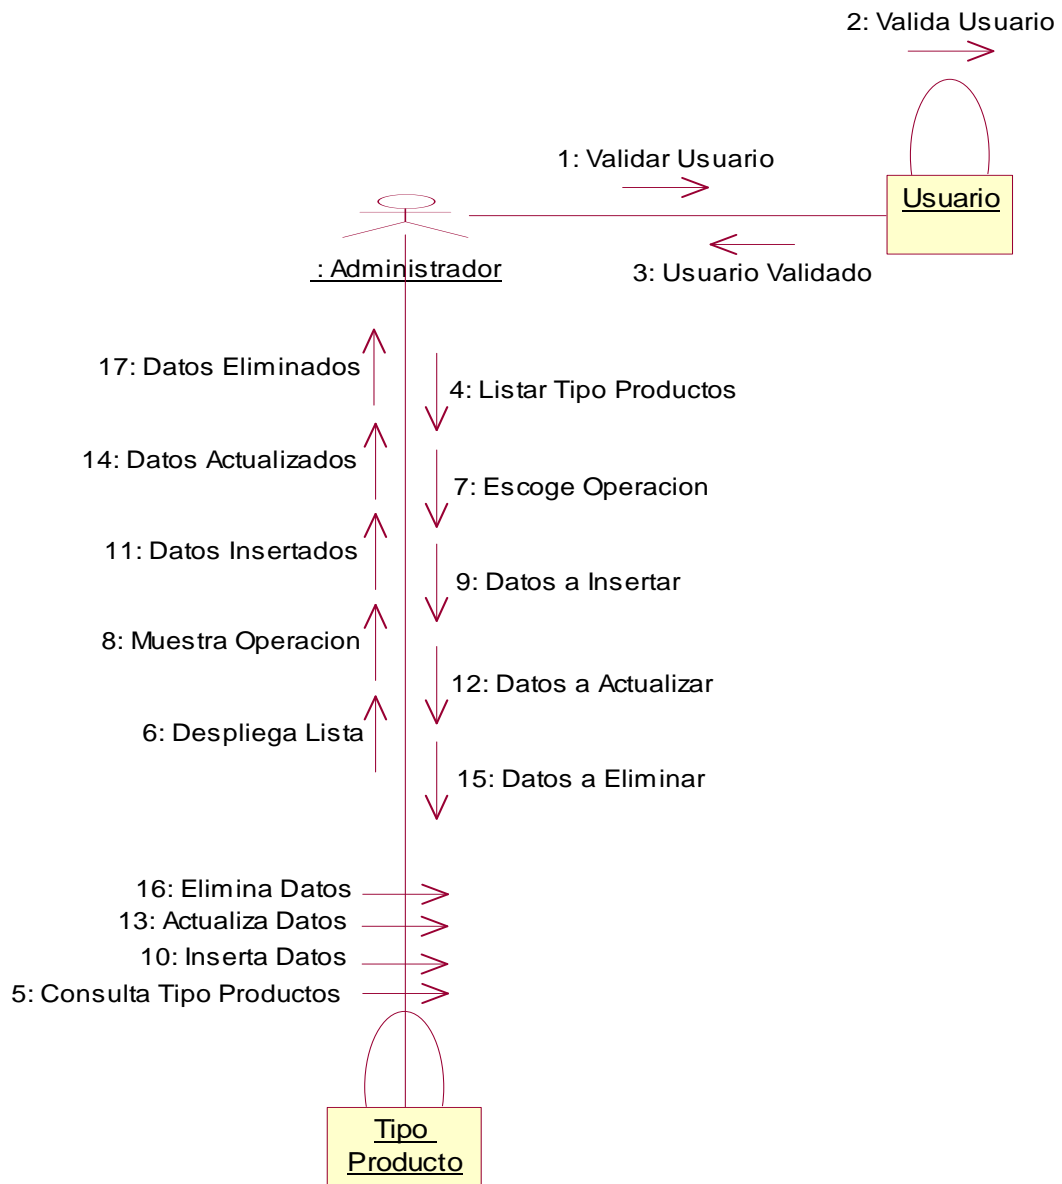 2: Valida Usuario
1: Validar Usuario
Usuario
3: Usuario Validado
: Administrador
17: Datos Eliminados
4: Listar Tipo Productos
14: Datos Actualizados
7: Escoge Operacion
11: Datos Insertados
9: Datos a Insertar
8: Muestra Operacion
12: Datos a Actualizar
6: Despliega Lista
15: Datos a Eliminar
16: Elimina Datos
13: Actualiza Datos
10: Inserta Datos
5: Consulta Tipo Productos
Tipo
Producto